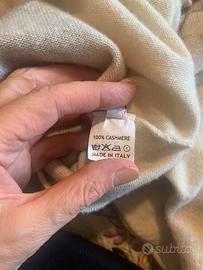 100% CASHMERE
MADE IN ITALY
subito